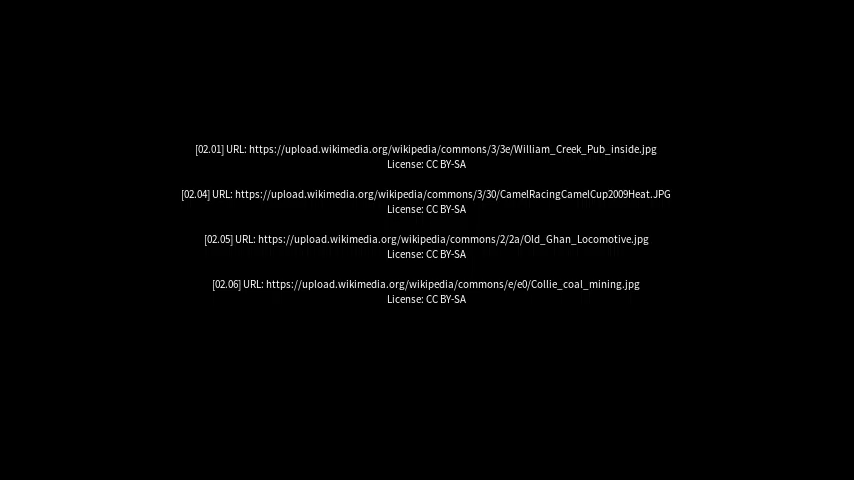 [02.01] URL: https://upload.wikimedia.org/wikipedia/commons/3/3e/William_Creek_Pub_inside.jpg
License: CC BY-SA
[02.04] URL: https://upload.wikimedia.org/wikipedia/commons/3/30/CamelRacingCamelCup2009Heat.JPG
License: CC BY-SA
[02.05] URL: https://upload.wikimedia.org/wikipedia/commons/2/2a/Old_Ghan_Locomotive.jpg
License: CC BY-SA
[02.06] URL: https://upload.wikimedia.org/wikipedia/commons/e/e0/Collie_coal_mining.jpg
License: CC BY-SA